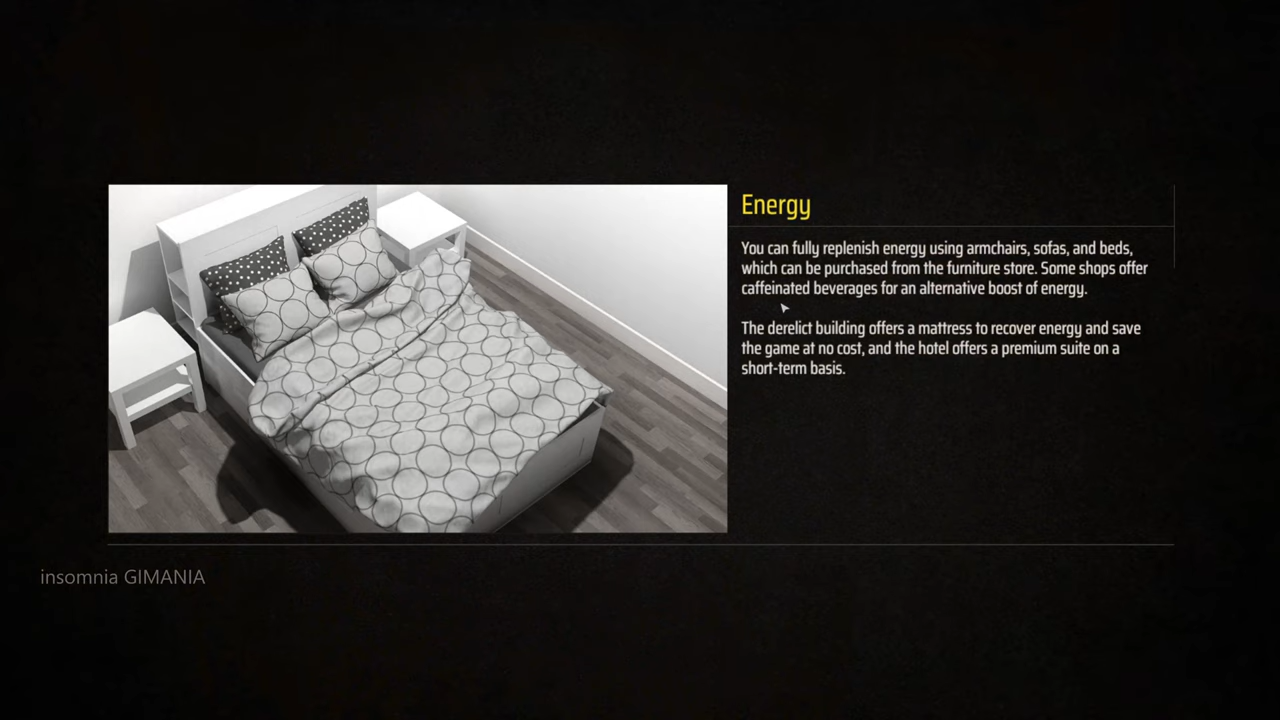 Energy
You can fully replenish energy using armchairs, sofas, and beds,
which can be purchased from the furniture store. Some shops offer
caffeinated beverages for an alternative boost of energy.
The derelict building offers a mattress to recover energy and save
the game at no cost, and the hotel offers a premium suite on a
short-term basis.
insomnia GIMANIA